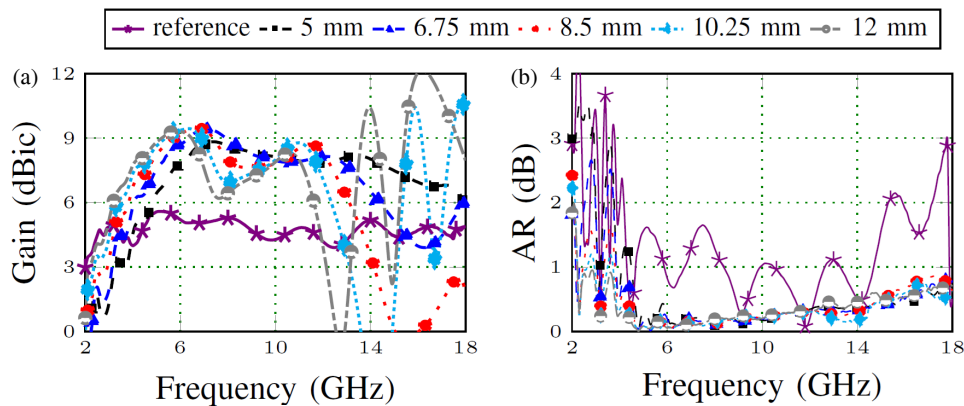 reference 5 mm 6.75 mm 8.5 mm 10.25 mm 12 mm
(a)
12
9
6
3
0
Gain (dBic)
2 6 10 14 18
Frequency (GHz)
(b)
4
3
2
1
0
AR (dB)
2 6 10 14 18
Frequency (GHz)